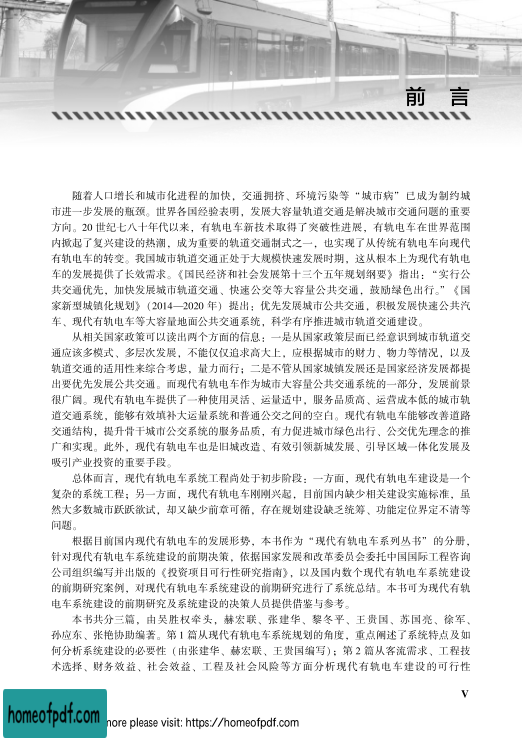 前　言
随着人口增长和城市化进程的加快，交通拥挤、环境污染等“城市病”已成为制约城
市进一步发展的瓶颈。世界各国经验表明，发展大容量轨道交通是解决城市交通问题的重要
方向。20 世纪七八十年代以来，有轨电车新技术取得了突破性进展，有轨电车在世界范围
内掀起了复兴建设的热潮，成为重要的轨道交通制式之一，也实现了从传统有轨电车向现代
有轨电车的转变。我国城市轨道交通正处于大规模快速发展时期，这从根本上为现代有轨电
车的发展提供了长效需求。《国民经济和社会发展第十三个五年规划纲要》指出：“实行公
共交通优先，加快发展城市轨道交通、快速公交等大容量公共交通，鼓励绿色出行。”《国
家新型城镇化规划》(2014—2020 年) 提出：优先发展城市公共交通，积极发展快速公共汽
车、现代有轨电车等大容量地面公共交通系统，科学有序推进城市轨道交通建设。
从相关国家政策可以读出两个方面的信息：一是从国家政策层面已经意识到城市轨道交
通应该多模式、多层次发展，不能仅仅追求高大上，应根据城市的财力、物力等情况，以及
轨道交通的适用性来综合考虑，量力而行；二是不管从国家城镇发展还是国家经济发展都提
出要优先发展公共交通。而现代有轨电车作为城市大容量公共交通系统的一部分，发展前景
很广阔。现代有轨电车提供了一种使用灵活、运量适中，服务品质高、运营成本低的城市轨
道交通系统，能够有效填补大运量系统和普通公交之间的空白。现代有轨电车能够改善道路
交通结构，提升骨干城市公交系统的服务品质，有力促进城市绿色出行、公交优先理念的推
广和实现。此外，现代有轨电车也是旧城改造、有效引领新城发展、引导区域一体化发展及
吸引产业投资的重要手段。
总体而言，现代有轨电车系统工程尚处于初步阶段：一方面，现代有轨电车建设是一个
复杂的系统工程；另一方面，现代有轨电车刚刚兴起，目前国内缺少相关建设实施标准，虽
然大多数城市跃跃欲试，却又缺少前章可循，存在规划建设缺乏统筹、功能定位界定不清等
问题。
根据目前国内现代有轨电车的发展形势，本书作为“现代有轨电车系列丛书”的分册，
针对现代有轨电车系统建设的前期决策，依据国家发展和改革委员会委托中国国际工程咨询
公司组织编写并出版的《投资项目可行性研究指南》，以及国内数个现代有轨电车系统建设
的前期研究案例，对现代有轨电车系统建设的前期研究进行了系统总结。本书可为现代有轨
电车系统建设的前期研究及系统建设的决策人员提供借鉴与参考。
本书共分三篇，由吴胜权牵头，赫宏联、张建华、黎冬平、王贵国、苏国亮、徐军、
孙应东、张艳协助编著。第 1 篇从现代有轨电车系统规划的角度，重点阐述了系统特点及如
何分析系统建设的必要性（由张建华、赫宏联、王贵国编写）；第 2 篇从客流需求、工程技
术选择、财务效益、社会效益、工程及社会风险等方面分析现代有轨电车建设的可行性
V
homeofpdf.com
ore please visit: https://homeofpdf.com